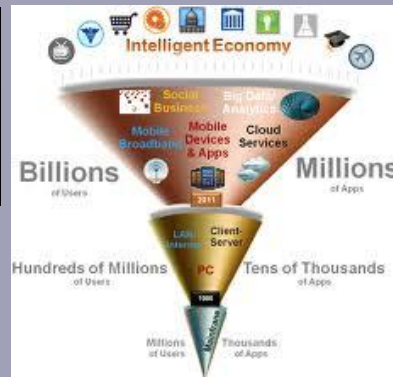 Intelligent Economy
Social Business
Big Data/ Analytics
Mobile Broadband
Mobile Devices & Apps
Cloud Services
Billions
of Users
Millions
of Apps
2011
LAN/ Internet
Client-Server
PC
Hundreds of Millions
of Users
Tens of Thousands
of Apps
1986
Mainframe
Millions
of Users
Thousands
of Apps